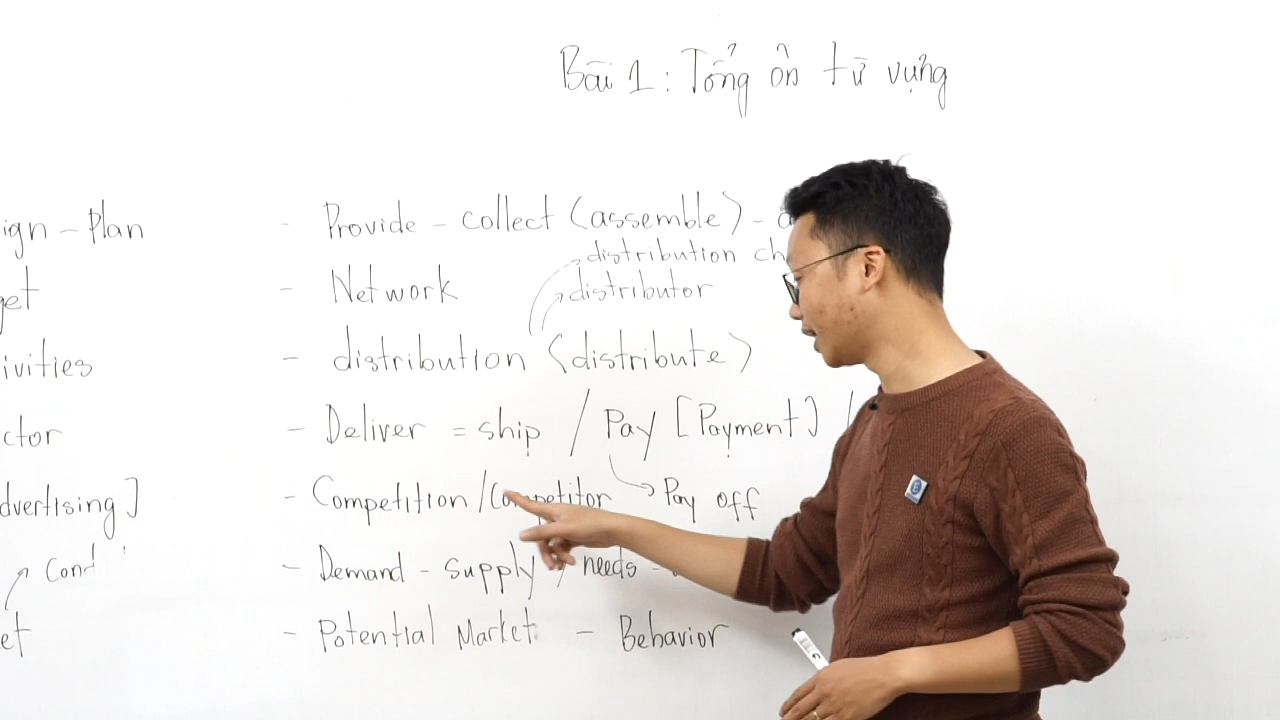 Bài 1: Tổng ôn từ vựng
ign - Plan
get
ivities
ctor
dvertising]
Cond
et
- Provide - collect (assemble) - a
distribution ch
- Network
distributor
- distribution (distribute)
- Deliver = ship / Pay [Payment] /
- Competition / Competitor
Pay off
- Demand - supply / needs -
- Potential Market - Behavior